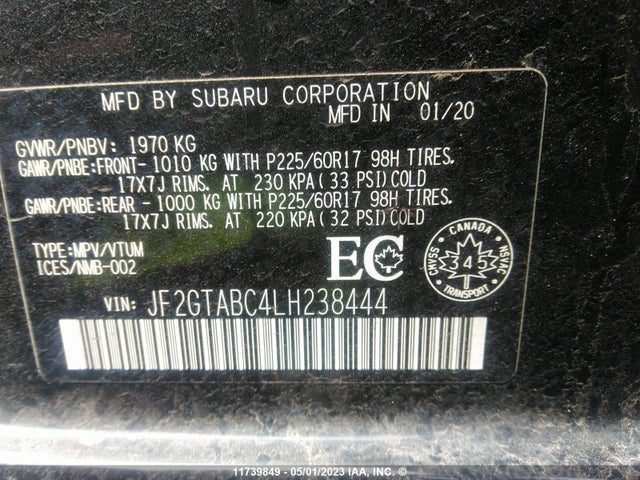 MFD BY SUBARU CORPORATION
MFD IN 01/20
GVWR/PNBV: 1970 KG
GAWR/PNBE:FRONT- 1010 KG WITH P225/60R17 98H TIRES.
17X7J RIMS. AT 230 KPA( 33 PSI)COLD
GAWR/PNBE:REAR - 1000 KG WITH P225/60R17 98H TIRES.
17X7J RIMS. AT 220 KPA( 32 PSI)COLD
TYPE:MPV/VTUM
ICES/NMB-002
EC
CANADA
CMVSS NSVAC
345
TRANSPORT
VIN: JF2GTABC4LH238444
11739849 - 05/01/2023 IAA, INC. ©